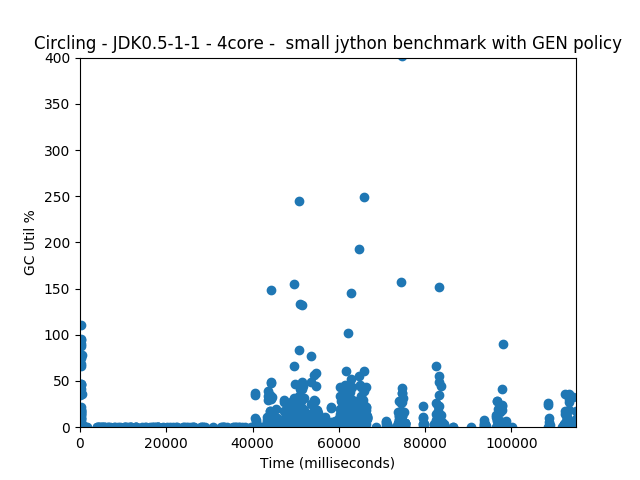 Circling - JDK0.5-1-1 - 4core -  small jython benchmark with GEN policy
400
350
300
250
200
150
100
50
0
GC Util %
0 20000 40000 60000 80000 100000
Time (milliseconds)